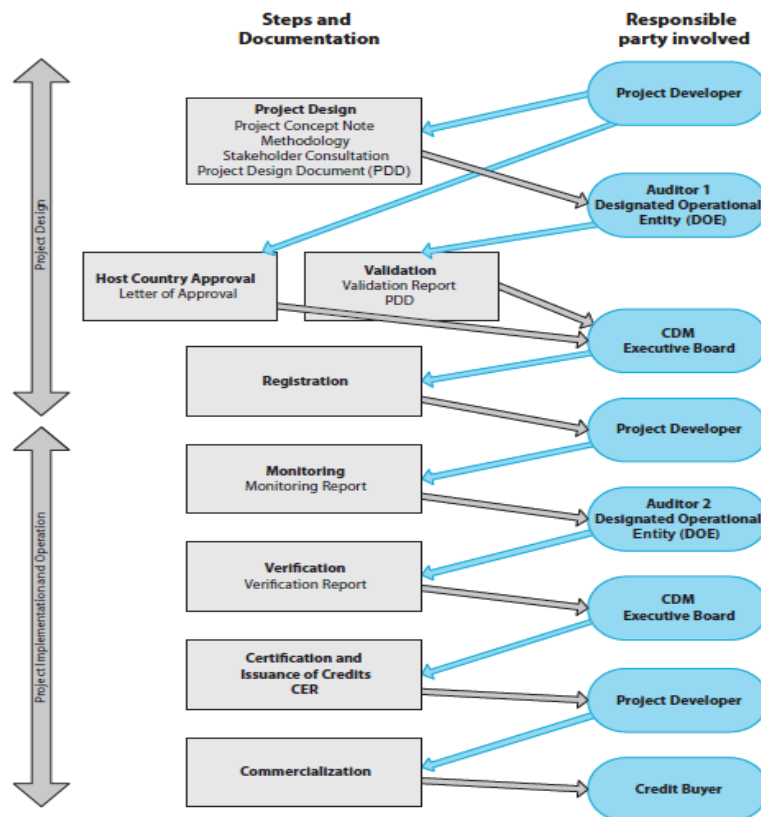 Steps and
Documentation
Responsible
party involved
Project Design
Project Developer
Project Design
Project Concept Note
Methodology
Stakeholder Consultation
Project Design Document (PDD)
Auditor 1
Designated Operational
Entity (DOE)
Host Country Approval
Letter of Approval
Validation
Validation Report
PDD
CDM
Executive Board
Registration
Project Developer
Project Implementation and Operation
Monitoring
Monitoring Report
Auditor 2
Designated Operational
Entity (DOE)
Verification
Verification Report
CDM
Executive Board
Certification and
Issuance of Credits
CER
Project Developer
Commercialization
Credit Buyer